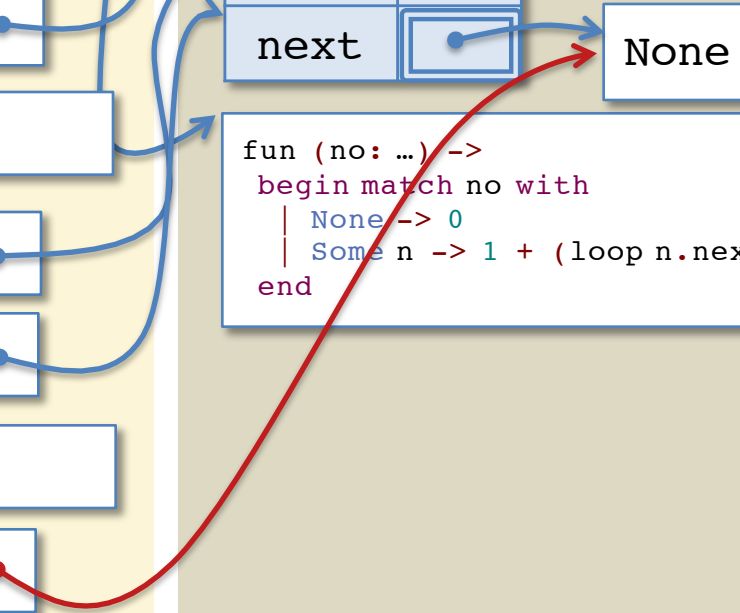 next
None
fun (no: …) ->
begin match no with
| None -> 0
| Some n -> 1 + (loop n.nex
end